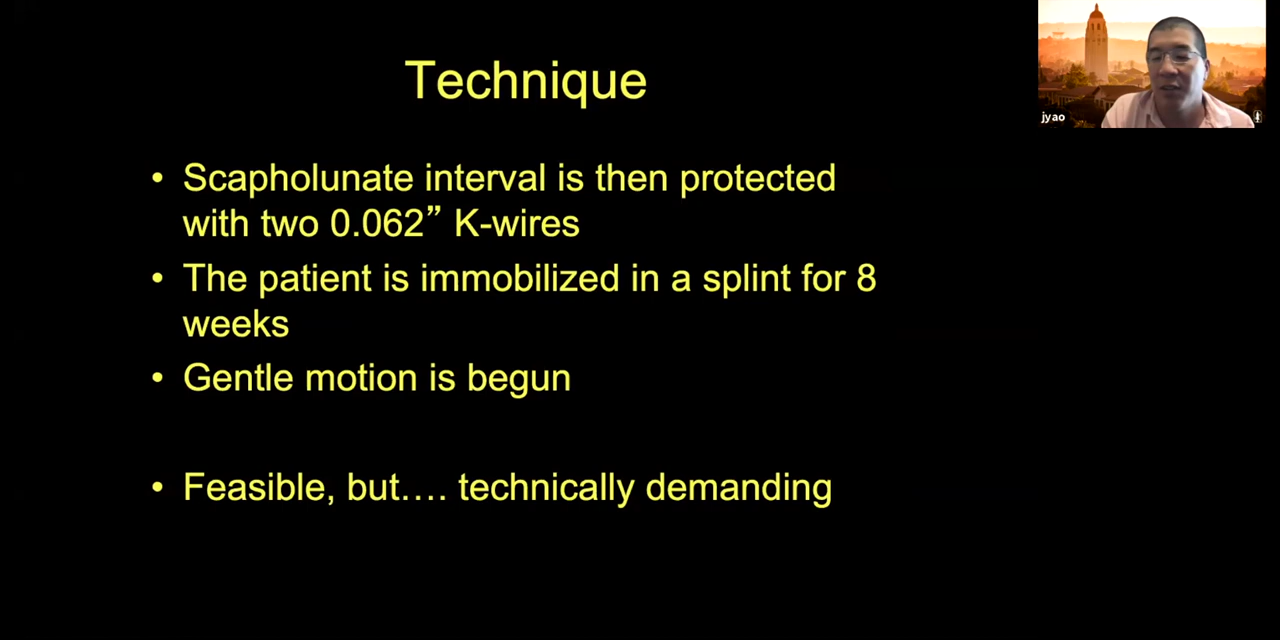 Technique
jyao
• Scapholunate interval is then protected
with two 0.062” K-wires
• The patient is immobilized in a splint for 8
weeks
• Gentle motion is begun
• Feasible, but…. technically demanding